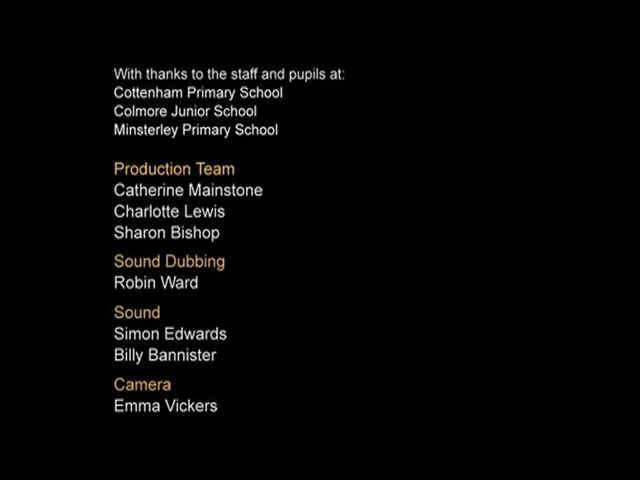 With thanks to the staff and pupils at:
Cottenham Primary School
Colmore Junior School
Minsterley Primary School
Production Team
Catherine Mainstone
Charlotte Lewis
Sharon Bishop
Sound Dubbing
Robin Ward
Sound
Simon Edwards
Billy Bannister
Camera
Emma Vickers